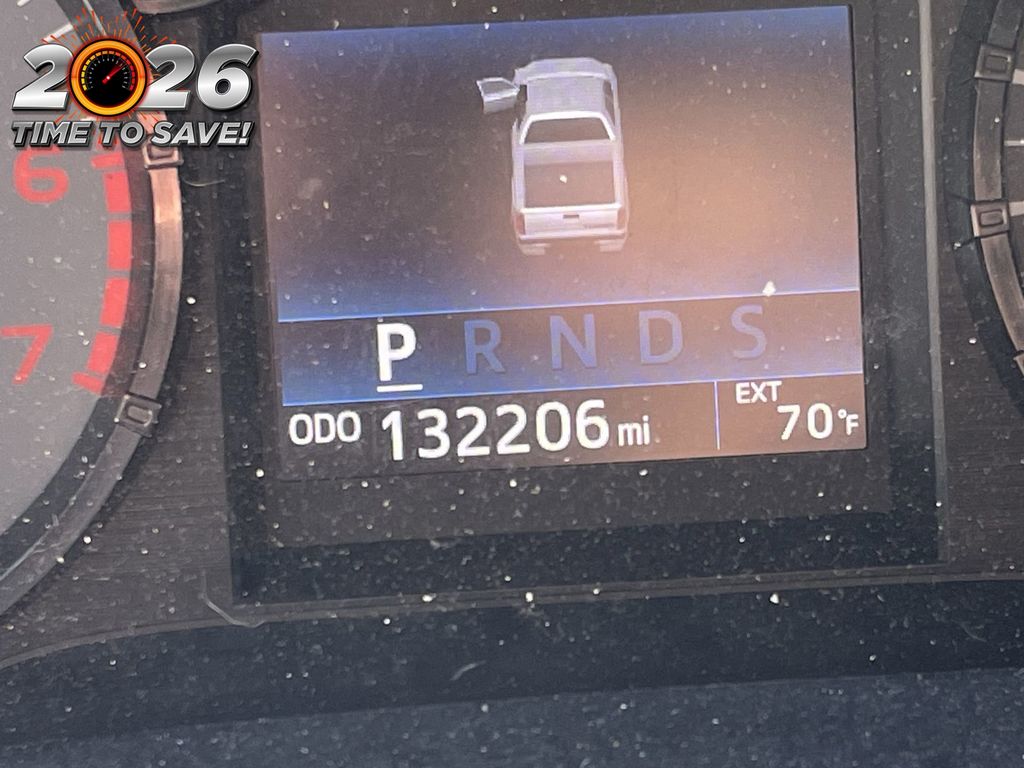 2026
TIME TO SAVE!
6
7
P R N D S
ODO 132206 mi
EXT
70°F